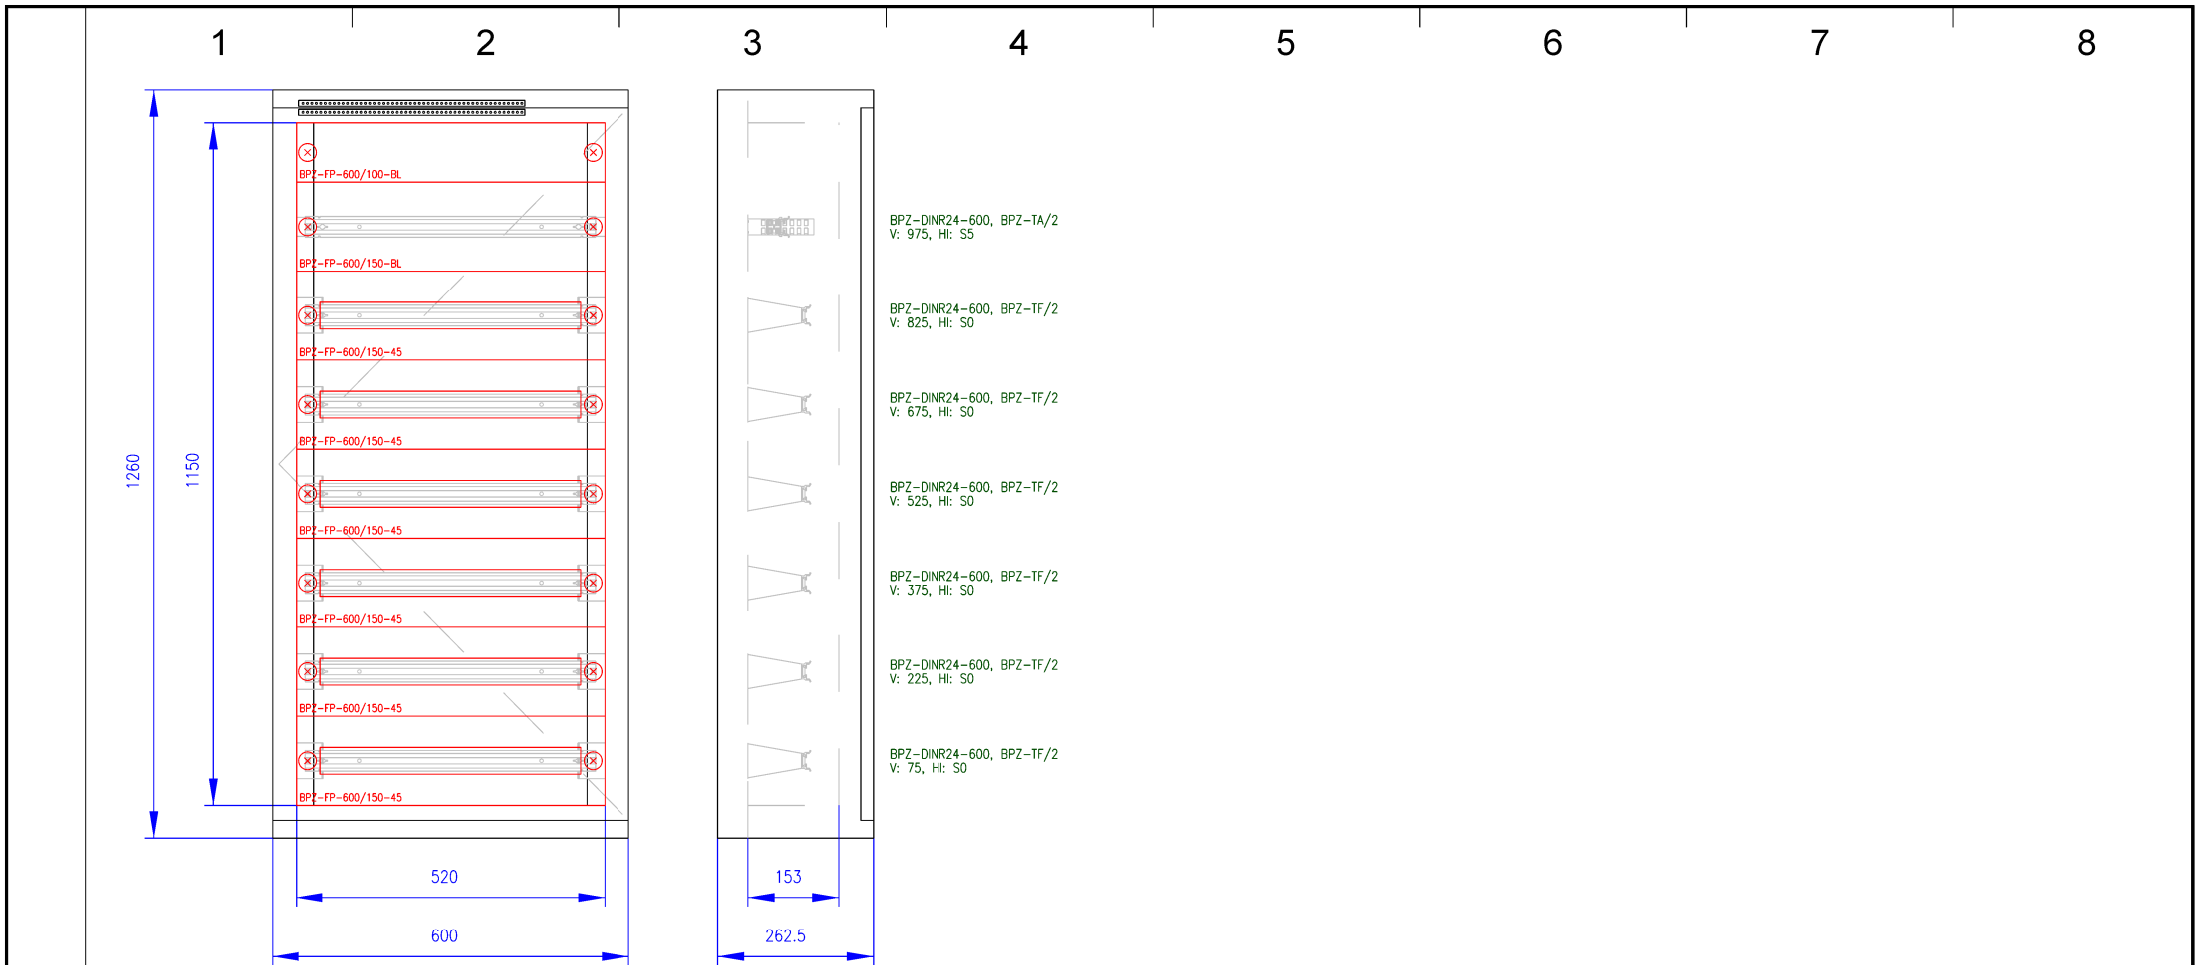 1 2 3 4 5 6 7 8
BPZ-FP-600/100-BL
BPZ-DINR24-600, BPZ-TA/2
V: 975, HI: S5
BPZ-FP-600/150-BL
BPZ-DINR24-600, BPZ-TF/2
V: 825, HI: S0
BPZ-FP-600/150-45
BPZ-DINR24-600, BPZ-TF/2
V: 675, HI: S0
BPZ-FP-600/150-45
1260
1150
BPZ-DINR24-600, BPZ-TF/2
V: 525, HI: S0
BPZ-FP-600/150-45
BPZ-DINR24-600, BPZ-TF/2
V: 375, HI: S0
BPZ-FP-600/150-45
BPZ-DINR24-600, BPZ-TF/2
V: 225, HI: S0
BPZ-FP-600/150-45
BPZ-DINR24-600, BPZ-TF/2
V: 75, HI: S0
BPZ-FP-600/150-45
520
153
600
262.5